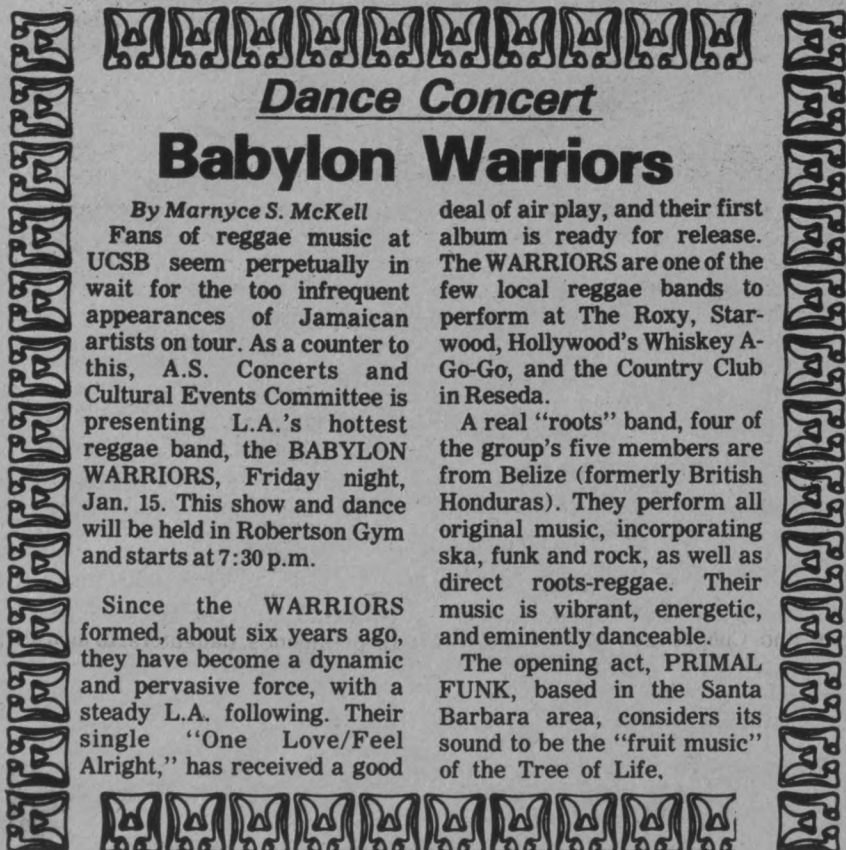 Dance Concert
Babylon Warriors
By Marnyce S. McKell
Fans of reggae music at
UCSB seem perpetually in
wait for the too infrequent
appearances of Jamaican
artists on tour. As a counter to
this, A.S. Concerts and
Cultural Events Committee is
presenting L.A.'s hottest
reggae band, the BABYLON
WARRIORS, Friday night,
Jan. 15. This show and dance
will be held in Robertson Gym
and starts at 7:30 p.m.
Since the WARRIORS
formed, about six years ago,
they have become a dynamic
and pervasive force, with a
steady L.A. following. Their
single "One Love/Feel
Alright," has received a good
deal of air play, and their first
album is ready for release.
The WARRIORS are one of the
few local reggae bands to
perform at The Roxy, Star-
wood, Hollywood's Whiskey A-
Go-Go, and the Country Club
in Reseda.
A real "roots" band, four of
the group's five members are
from Belize (formerly British
Honduras). They perform all
original music, incorporating
ska, funk and rock, as well as
direct roots-reggae. Their
music is vibrant, energetic,
and eminently danceable.
The opening act, PRIMAL
FUNK, based in the Santa
Barbara area, considers its
sound to be the "fruit music"
of the Tree of Life.